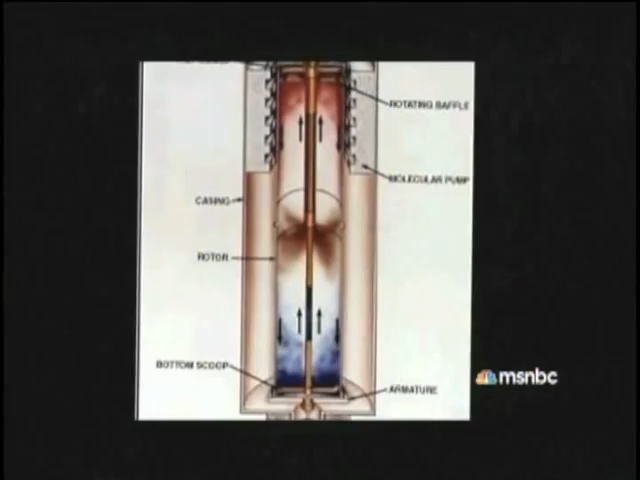 ROTATING BAFFLE
MOLECULAR PUMP
CASING
ROTOR
BOTTOM SCOOP
msnbc
ARMATURE